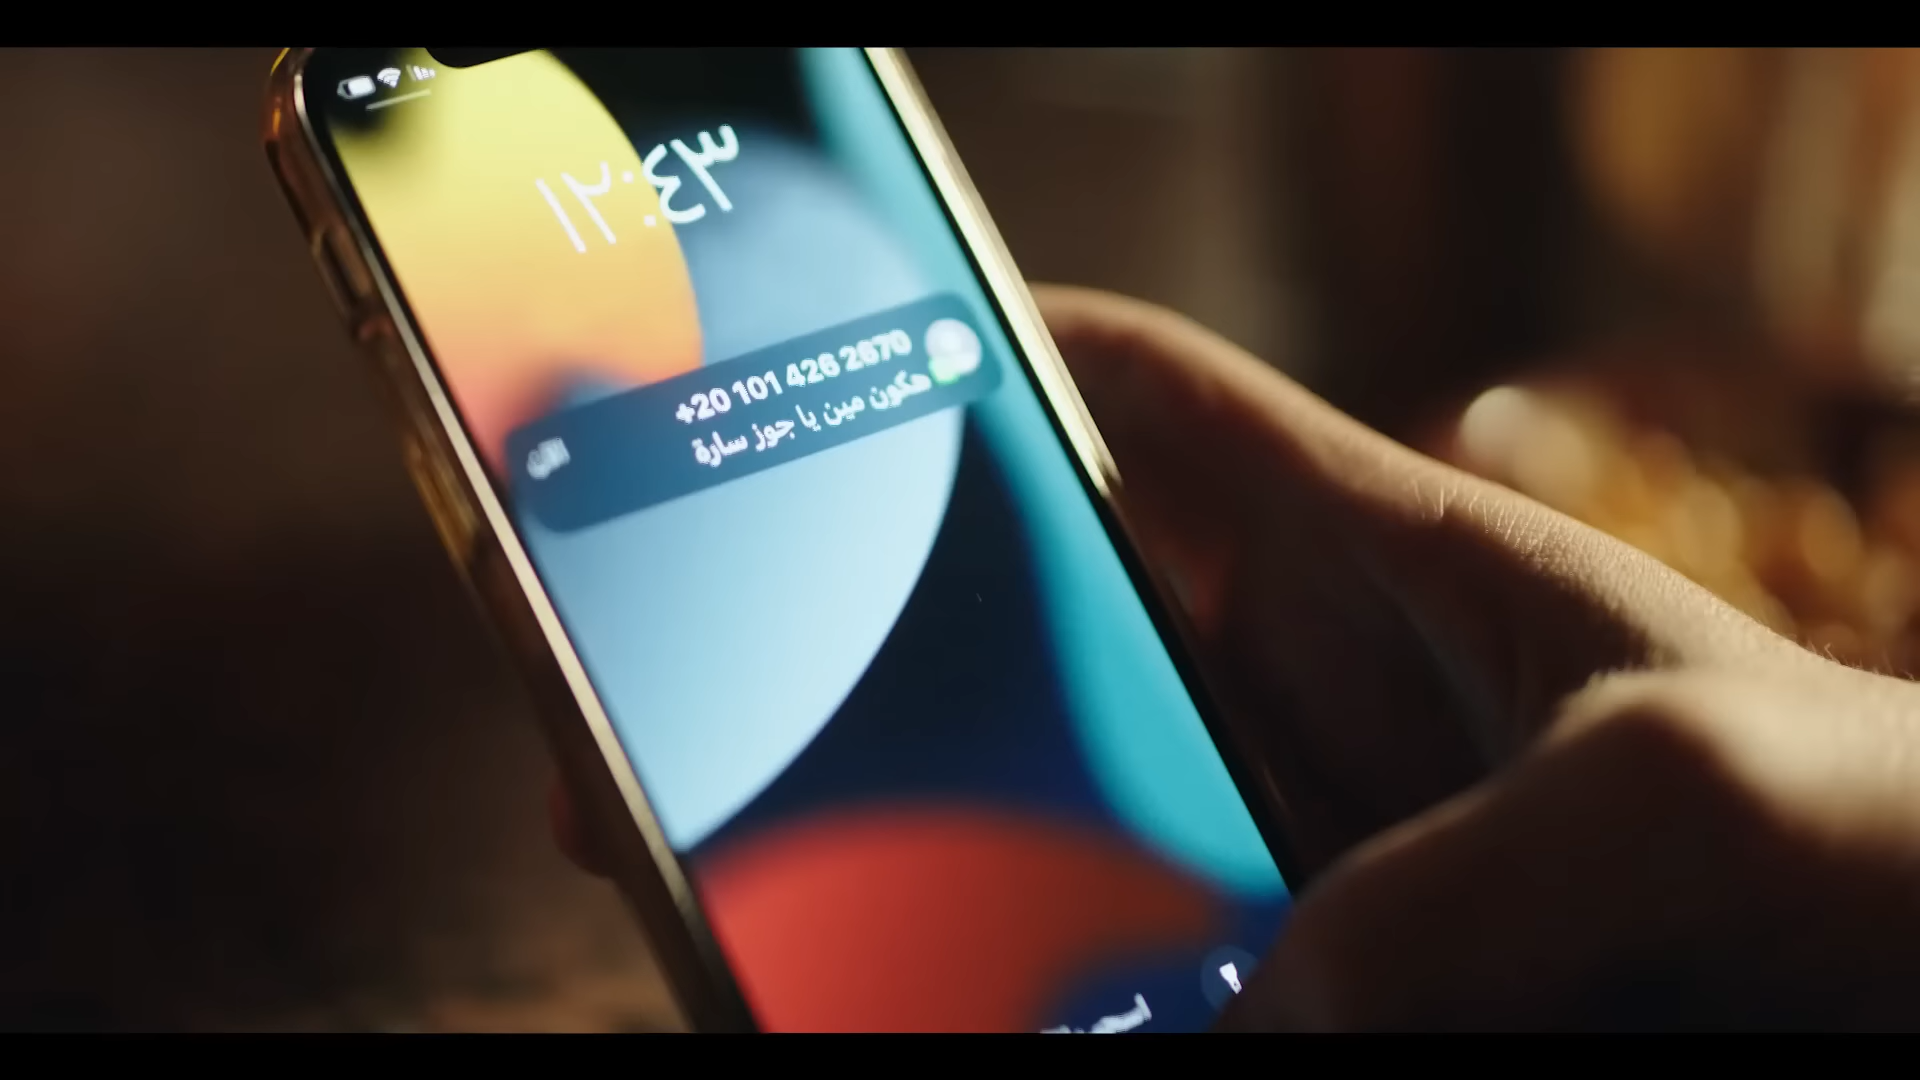 ١٢:٤٣
+20 101 426 2670
هكون مين يا جوز سارة
الآن